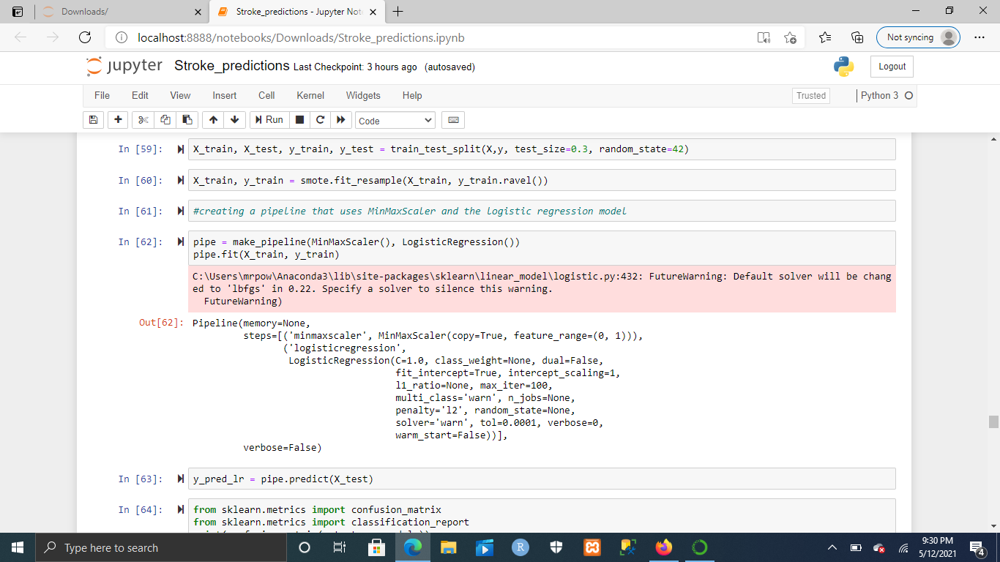 Downloads/
Stroke_predictions - Jupyter Not
localhost:8888/notebooks/Downloads/Stroke_predictions.ipynb
Not syncing
jupyter Stroke_predictions Last Checkpoint: 3 hours ago (autosaved)
Logout
File Edit View Insert Cell Kernel Widgets Help
Trusted
Python 3
Run
Code
In [59]: X_train, X_test, y_train, y_test = train_test_split(X,y, test_size=0.3, random_state=42)
In [60]: X_train, y_train = smote.fit_resample(X_train, y_train.ravel())
In [61]: #creating a pipeline that uses MinMaxScaler and the logistic regression model
In [62]: pipe = make_pipeline(MinMaxScaler(), LogisticRegression())
pipe.fit(X_train, y_train)
C:\Users\mrpow\Anaconda3\lib\site-packages\sklearn\linear_model\logistic.py:432: FutureWarning: Default solver will be chang
ed to 'lbfgs' in 0.22. Specify a solver to silence this warning.
FutureWarning)
Out[62]: Pipeline(memory=None,
steps=[('minmaxscaler', MinMaxScaler(copy=True, feature_range=(0, 1))),
('logisticregression',
LogisticRegression(C=1.0, class_weight=None, dual=False,
fit_intercept=True, intercept_scaling=1,
l1_ratio=None, max_iter=100,
multi_class='warn', n_jobs=None,
penalty='l2', random_state=None,
solver='warn', tol=0.0001, verbose=0,
warm_start=False))],
verbose=False)
In [63]: y_pred_lr = pipe.predict(X_test)
In [64]: from sklearn.metrics import confusion_matrix
from sklearn.metrics import classification_report
Type here to search
R
9:30 PM
5/12/2021
4